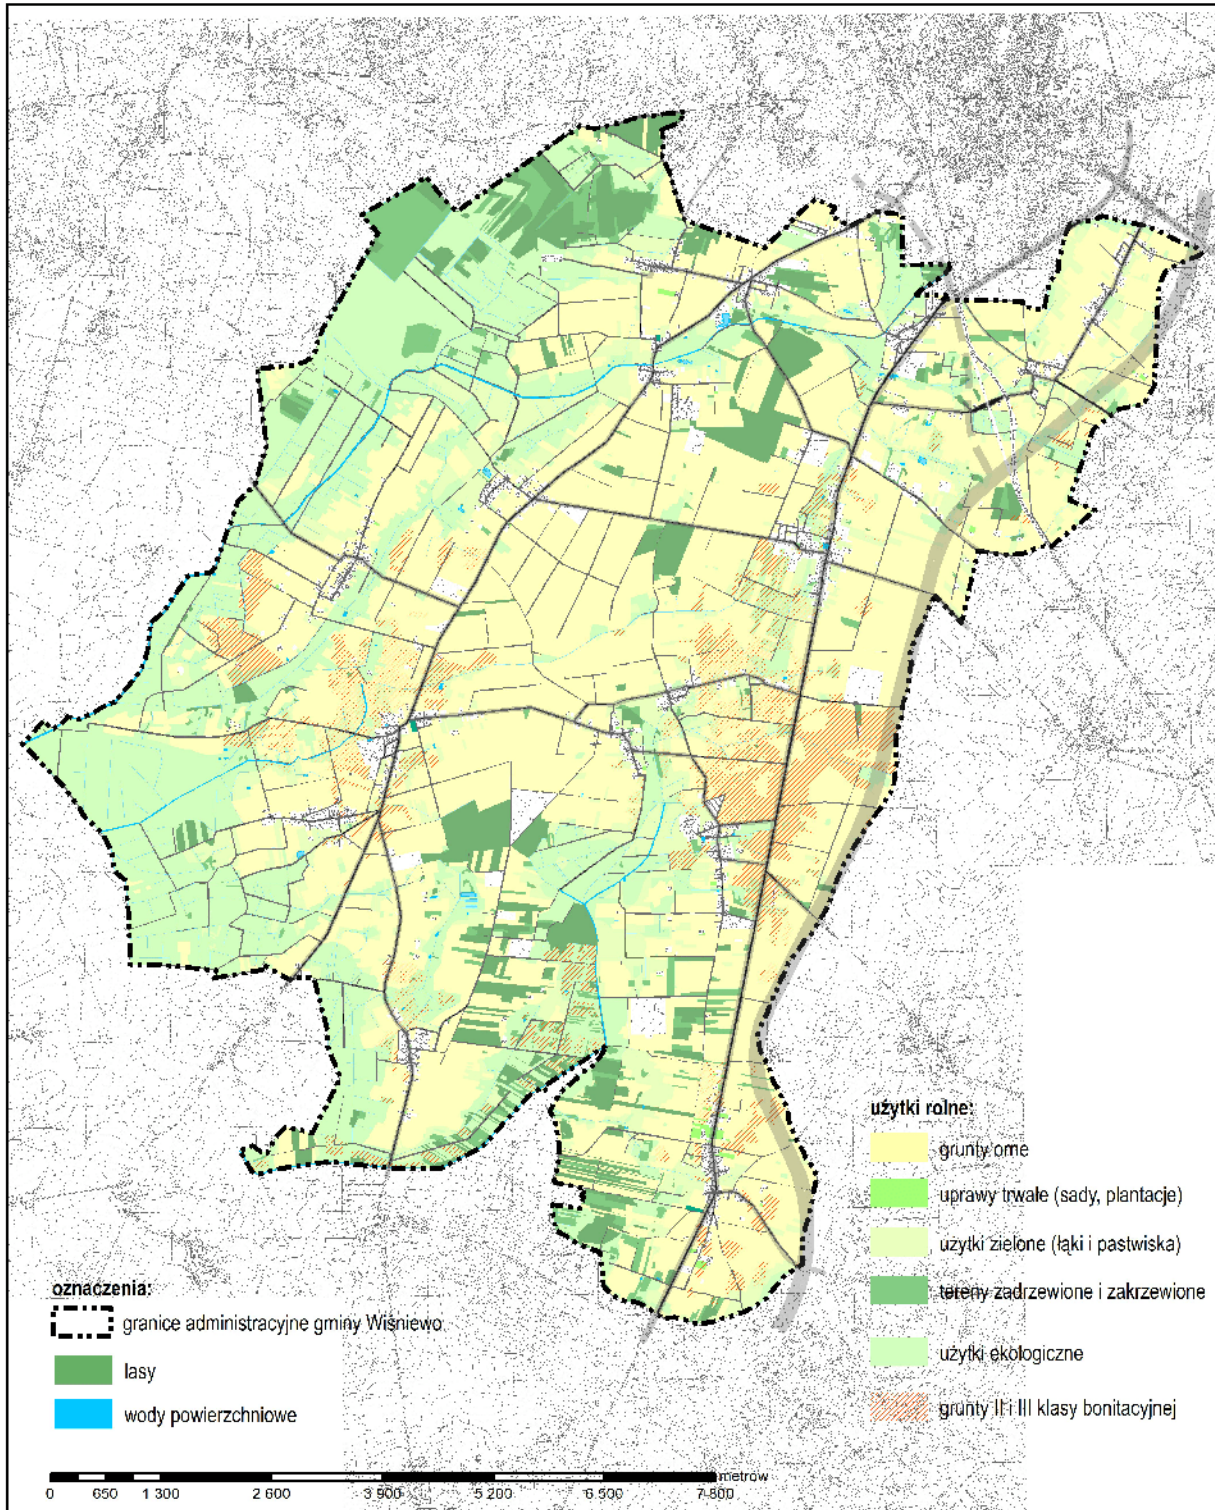 użytki rolne:
grunty orne
uprawy trwałe (sady, plantacje)
użytki zielone (łąki i pastwiska)
tereny zadrzewione i zakrzewione
użytki ekologiczne
grunty II i III klasy bonitacyjnej
oznaczenia:
granice administracyjne gminy Wiśniewo
lasy
wody powierzchniowe
metrów
0 650 1 300 2 600 3 900 5 200 6 500 7 800